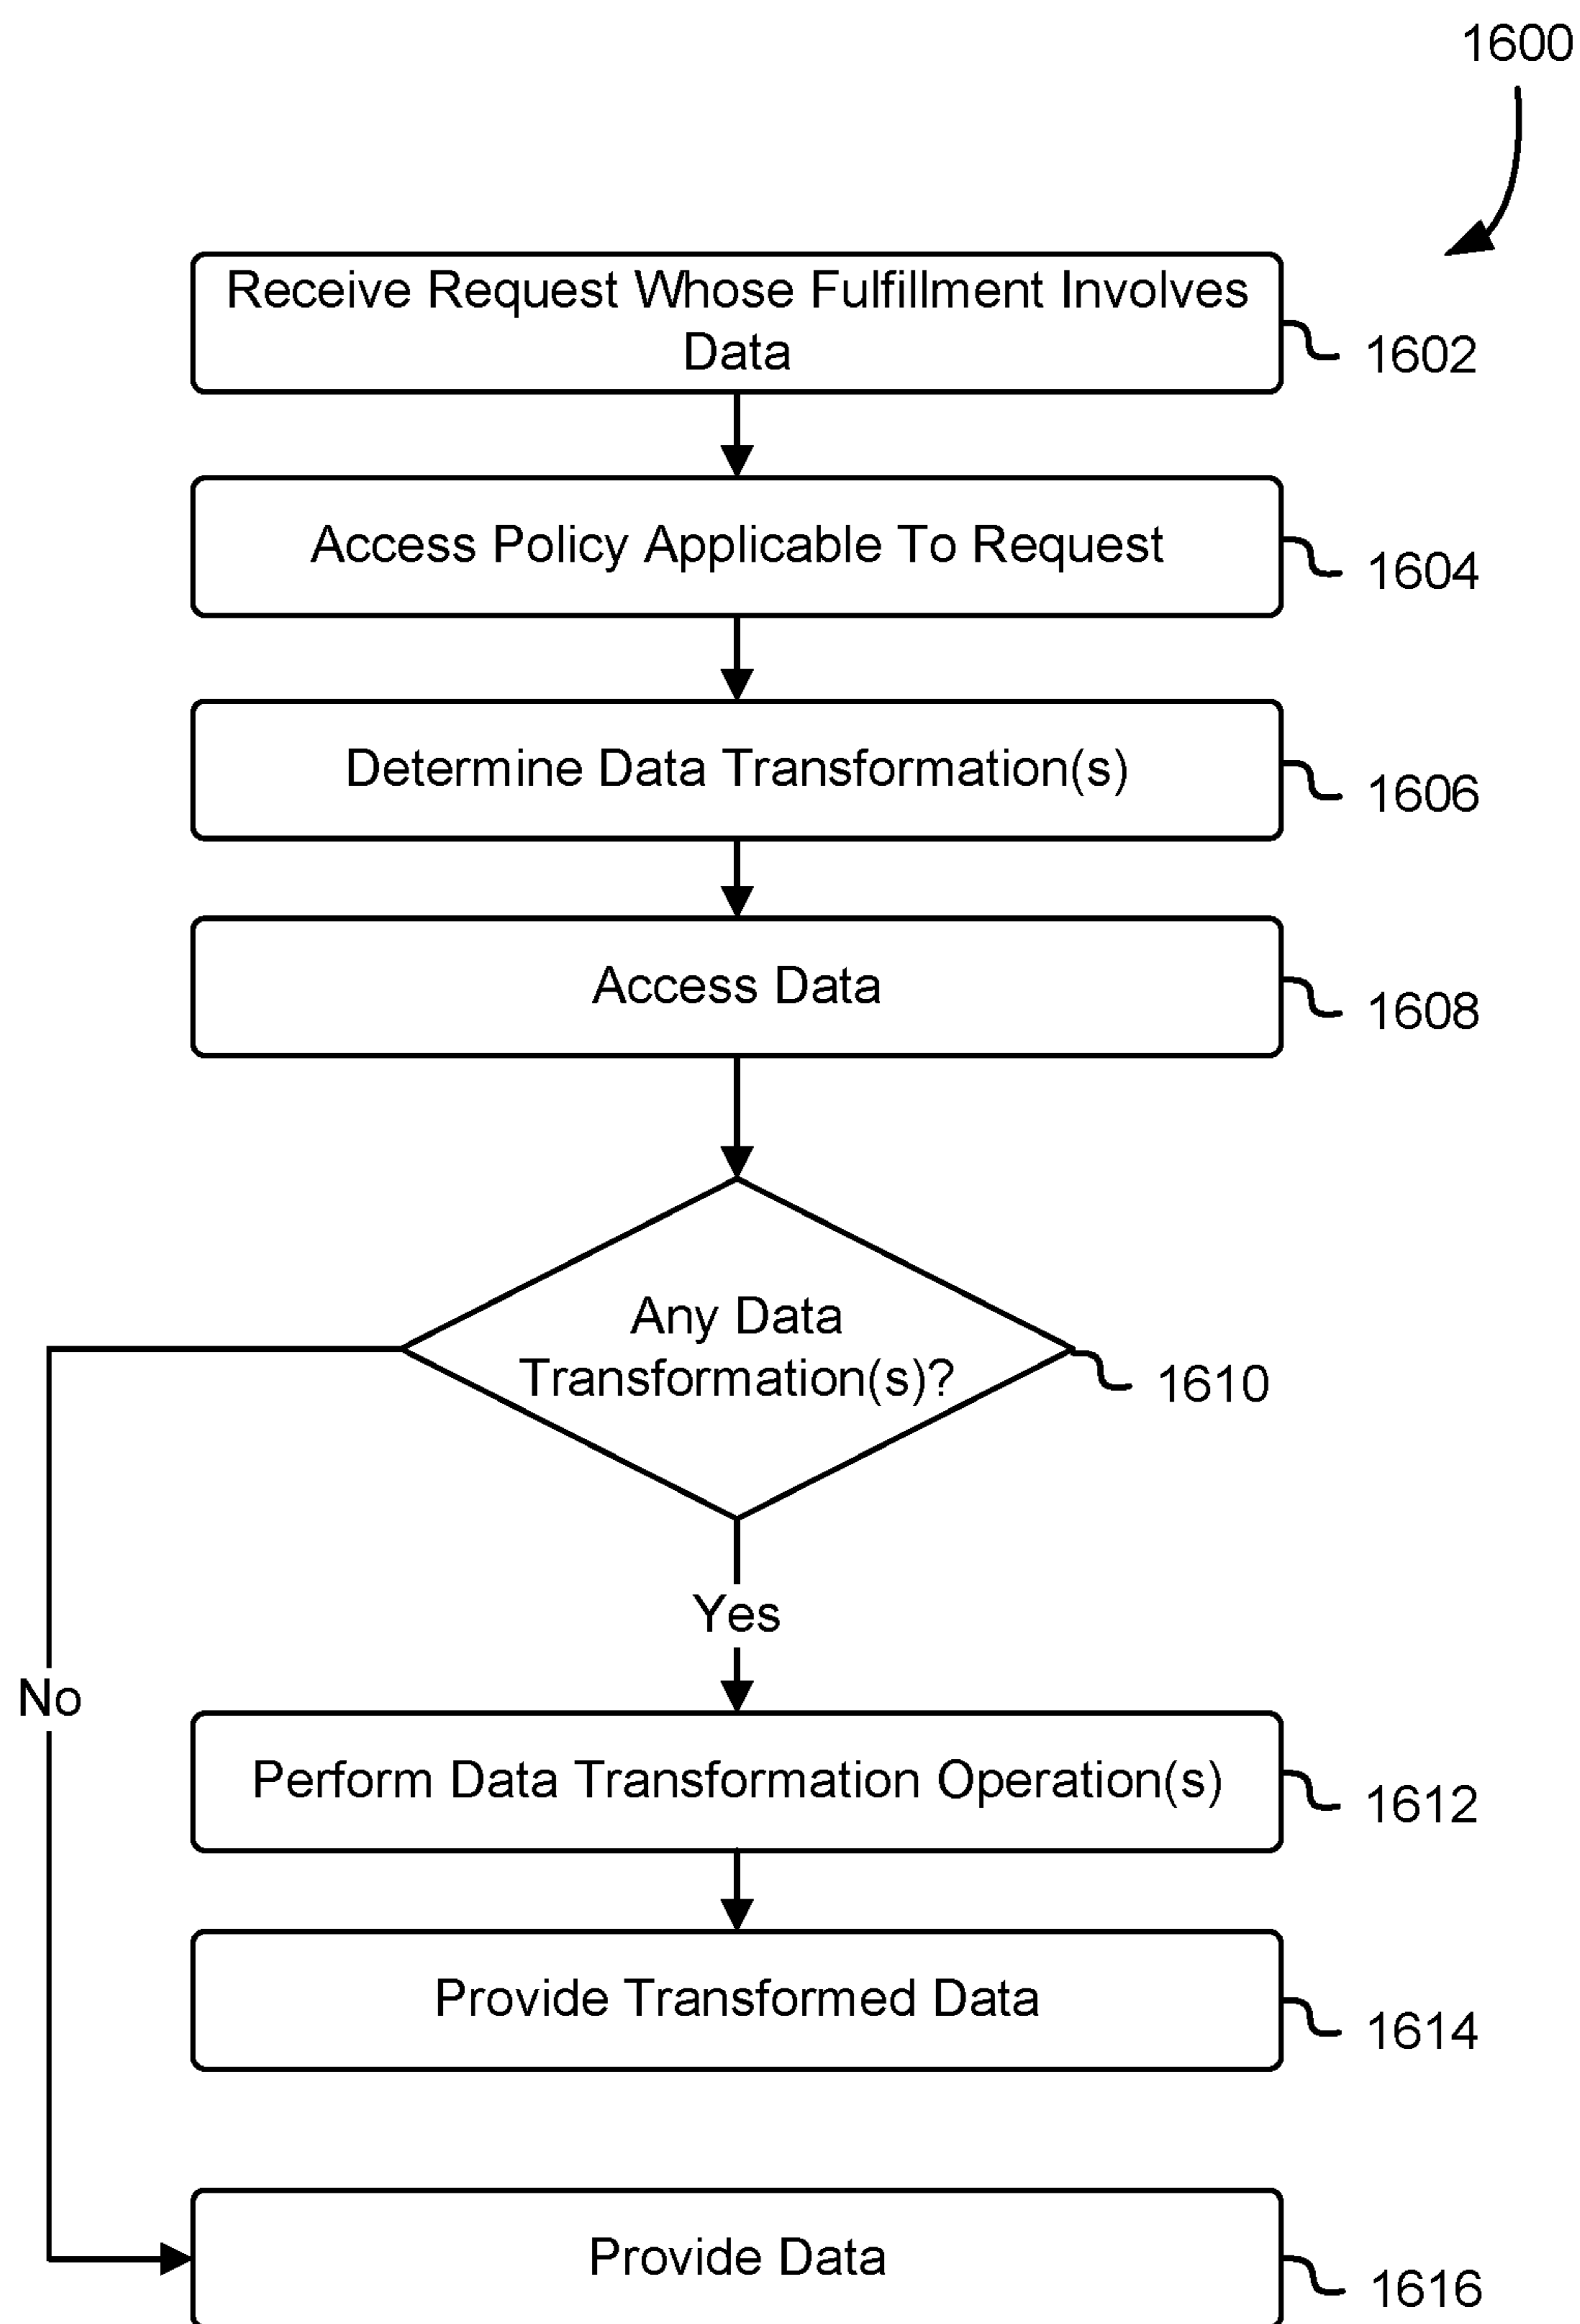 1600
Receive Request Whose Fulfillment Involves
Data
1602
Access Policy Applicable To Request
1604
Determine Data Transformation(s)
1606
Access Data
1608
Any Data
Transformation(s)?
1610
Yes
No
Perform Data Transformation Operation(s)
1612
Provide Transformed Data
1614
Provide Data
1616